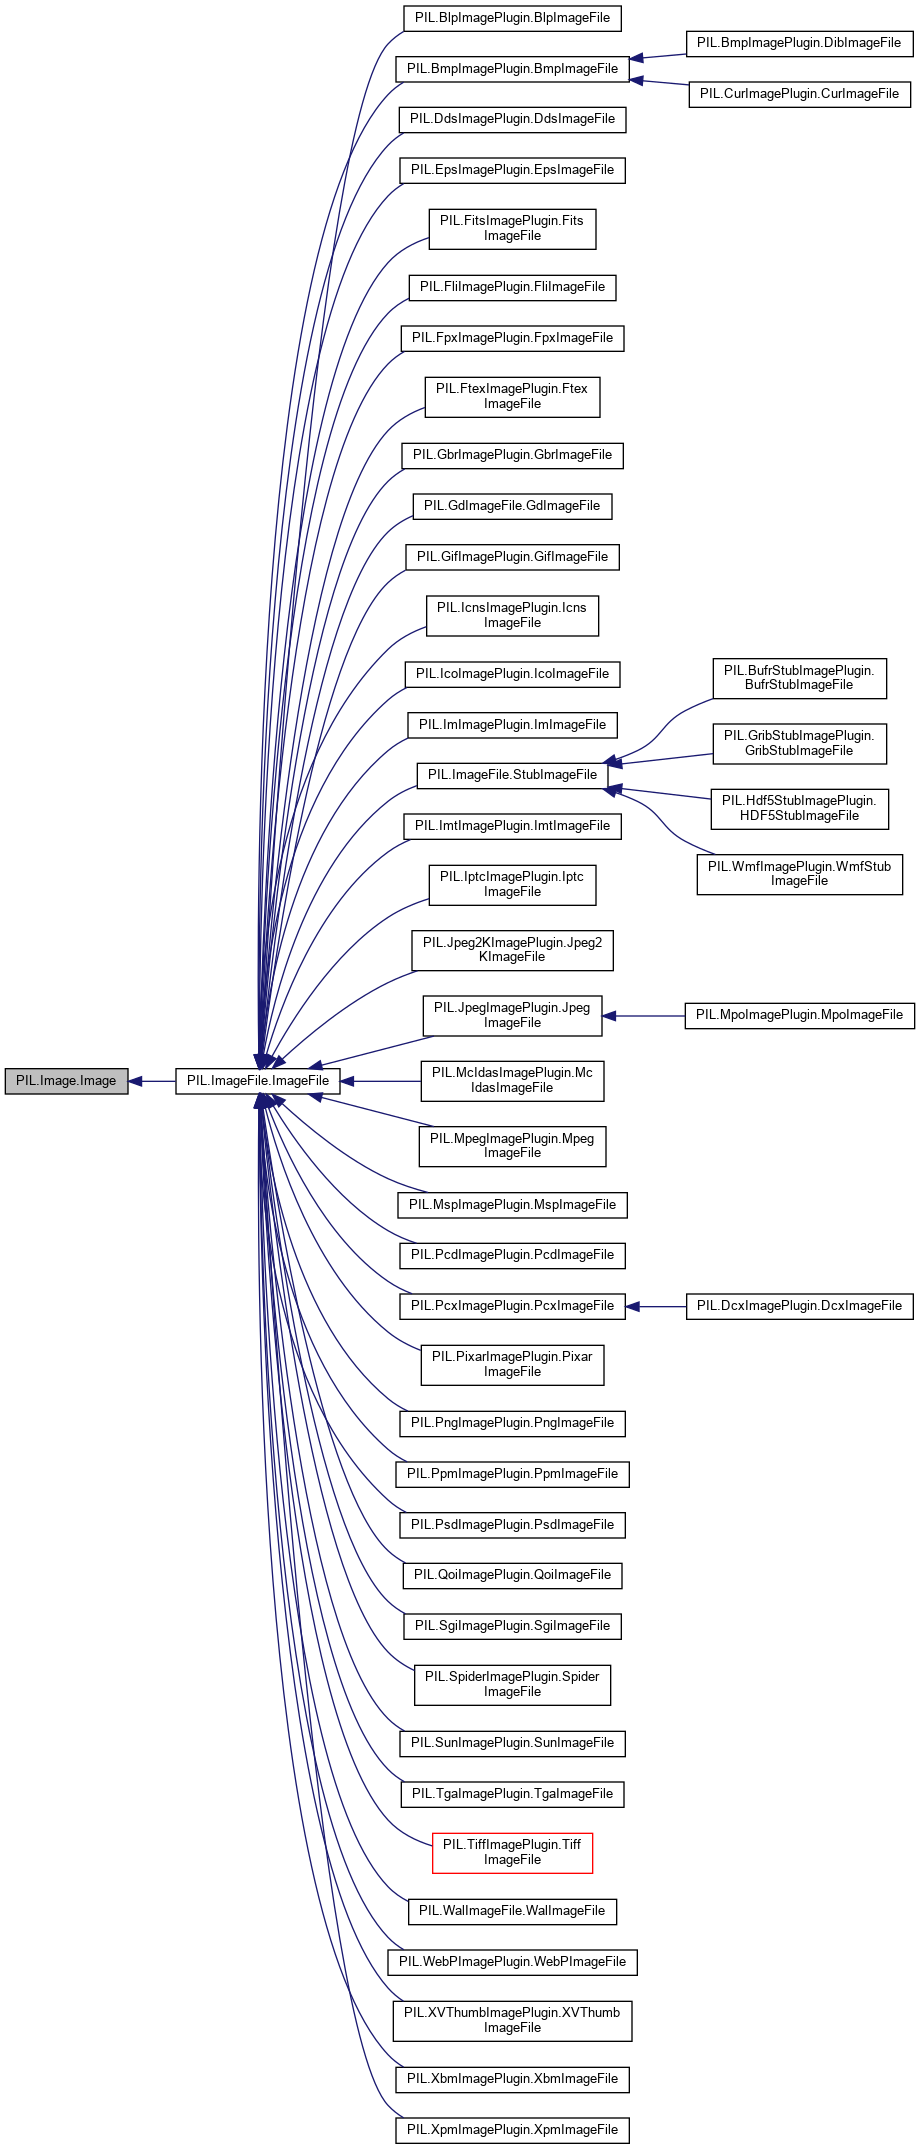 PIL.BlpImagePlugin.BlpImageFile
PIL.BmpImagePlugin.DibImageFile
PIL.BmpImagePlugin.BmpImageFile
PIL.CurImagePlugin.CurImageFile
PIL.DdsImagePlugin.DdsImageFile
PIL.EpsImagePlugin.EpsImageFile
PIL.FitsImagePlugin.Fits
ImageFile
PIL.FliImagePlugin.FliImageFile
PIL.FpxImagePlugin.FpxImageFile
PIL.FtexImagePlugin.Ftex
ImageFile
PIL.GbrImagePlugin.GbrImageFile
PIL.GdImageFile.GdImageFile
PIL.GifImagePlugin.GifImageFile
PIL.IcnsImagePlugin.Icns
ImageFile
PIL.IcoImagePlugin.IcoImageFile
PIL.BufrStubImagePlugin.
BufrStubImageFile
PIL.ImImagePlugin.ImImageFile
PIL.GribStubImagePlugin.
GribStubImageFile
PIL.ImageFile.StubImageFile
PIL.Hdf5StubImagePlugin.
HDF5StubImageFile
PIL.ImtImagePlugin.ImtImageFile
PIL.WmfImagePlugin.WmfStub
ImageFile
PIL.IptcImagePlugin.Iptc
ImageFile
PIL.Jpeg2KImagePlugin.Jpeg2
KImageFile
PIL.JpegImagePlugin.Jpeg
ImageFile
PIL.MpoImagePlugin.MpoImageFile
PIL.Image.Image
PIL.ImageFile.ImageFile
PIL.McIdasImagePlugin.Mc
IdasImageFile
PIL.MpegImagePlugin.Mpeg
ImageFile
PIL.MspImagePlugin.MspImageFile
PIL.PcdImagePlugin.PcdImageFile
PIL.PcxImagePlugin.PcxImageFile
PIL.DcxImagePlugin.DcxImageFile
PIL.PixarImagePlugin.Pixar
ImageFile
PIL.PngImagePlugin.PngImageFile
PIL.PpmImagePlugin.PpmImageFile
PIL.PsdImagePlugin.PsdImageFile
PIL.QoiImagePlugin.QoiImageFile
PIL.SgiImagePlugin.SgiImageFile
PIL.SpiderImagePlugin.Spider
ImageFile
PIL.SunImagePlugin.SunImageFile
PIL.TgaImagePlugin.TgaImageFile
PIL.TiffImagePlugin.Tiff
ImageFile
PIL.WalImageFile.WalImageFile
PIL.WebPImagePlugin.WebPImageFile
PIL.XVThumbImagePlugin.XVThumb
ImageFile
PIL.XbmImagePlugin.XbmImageFile
PIL.XpmImagePlugin.XpmImageFile